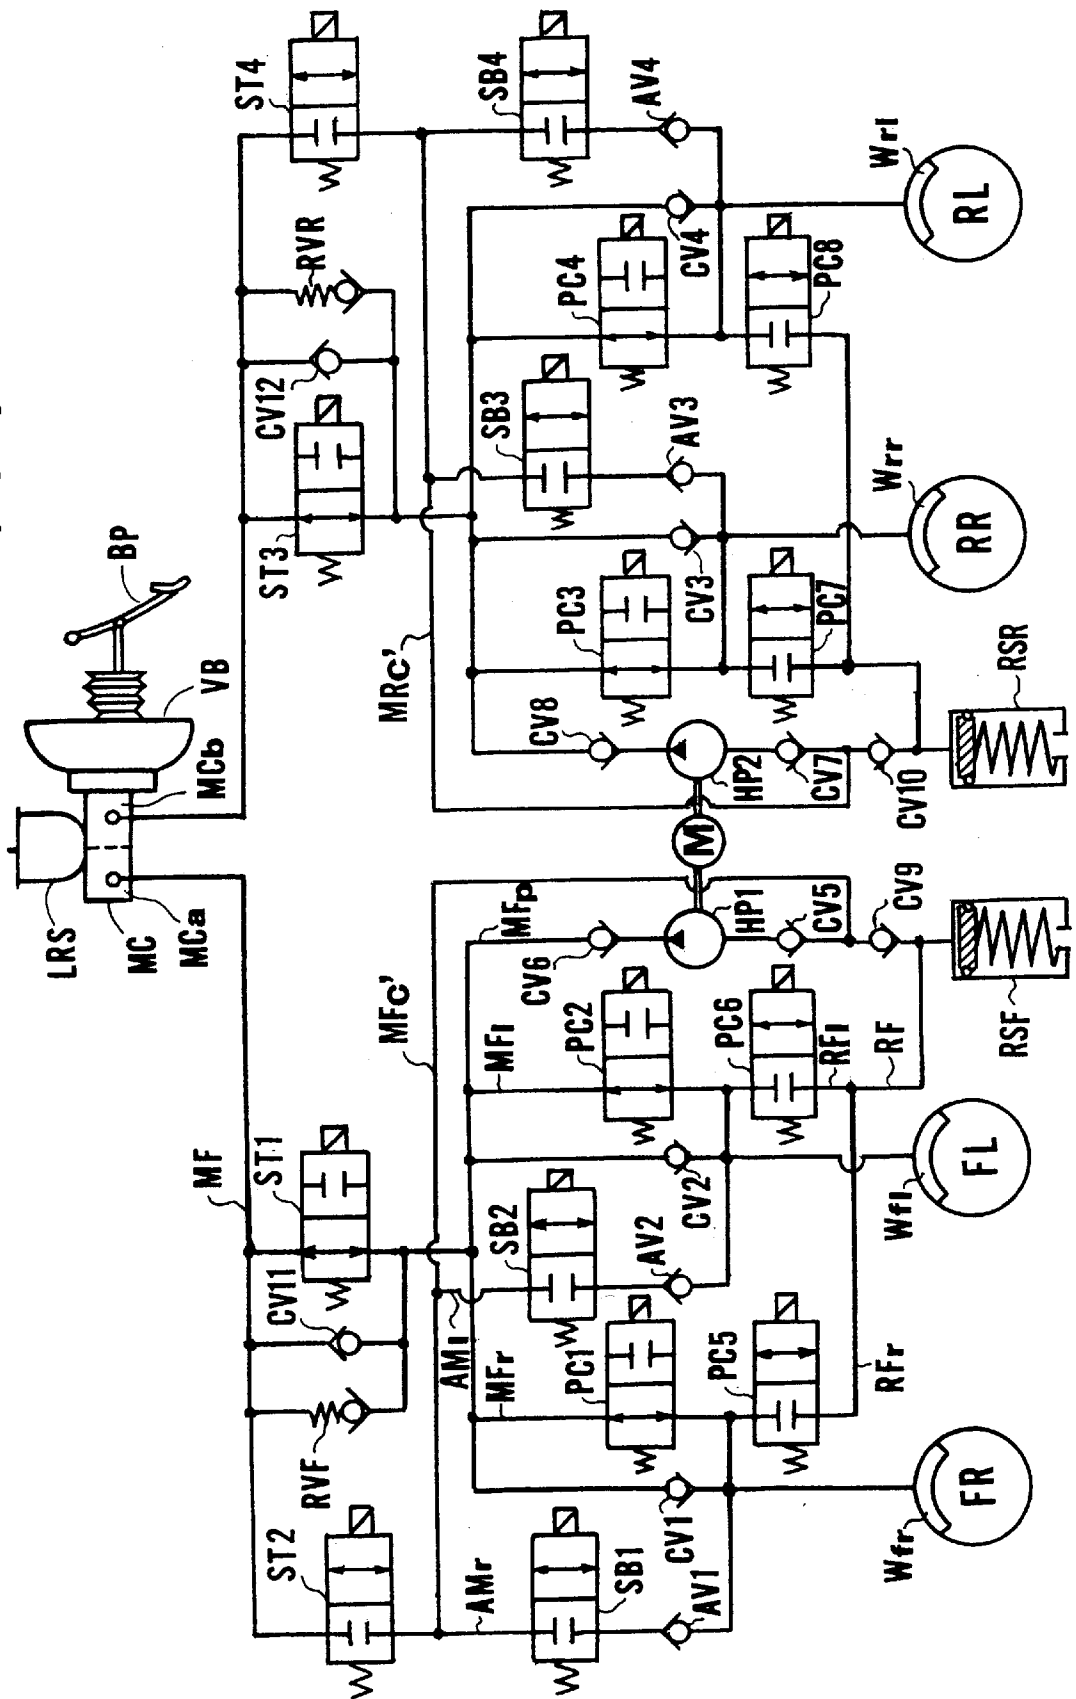 LRS
MC
MCa
MCb
VB
BP
MF
ST2
RVF
CV11
ST1
ST3
CV12
RVR
ST4
MFc'
MRc'
AMr
SB1
AMl
SB2
SB3
SB4
MFr
MFl
MFp
PC1
PC2
CV6
CV8
PC3
PC4
AV1
CV1
AV2
CV2
HP1
M
HP2
CV3
AV3
CV4
AV4
PC5
PC6
CV5
CV7
PC7
PC8
RFr
RFl
RF
CV9
CV10
Wfr
FR
Wfl
FL
RSF
RSR
Wrr
RR
Wrl
RL